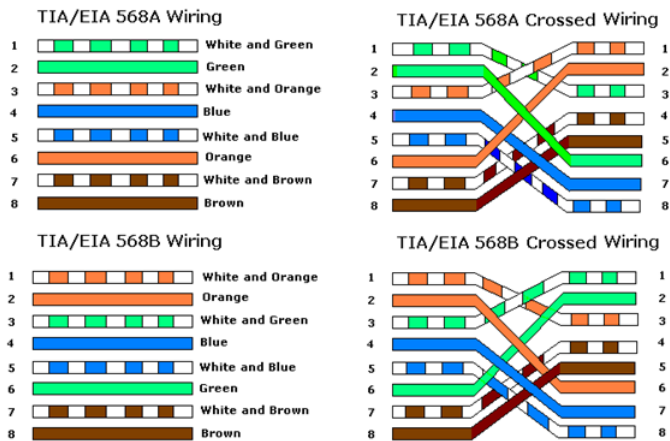 TIA/EIA 568A Wiring
1 White and Green
2 Green
3 White and Orange
4 Blue
5 White and Blue
6 Orange
7 White and Brown
8 Brown
TIA/EIA 568A Crossed Wiring
1 1
2 2
3 3
4 4
5 5
6 6
7 7
8 8
TIA/EIA 568B Wiring
1 White and Orange
2 Orange
3 White and Green
4 Blue
5 White and Blue
6 Green
7 White and Brown
8 Brown
TIA/EIA 568B Crossed Wiring
1 1
2 2
3 3
4 4
5 5
6 6
7 7
8 8